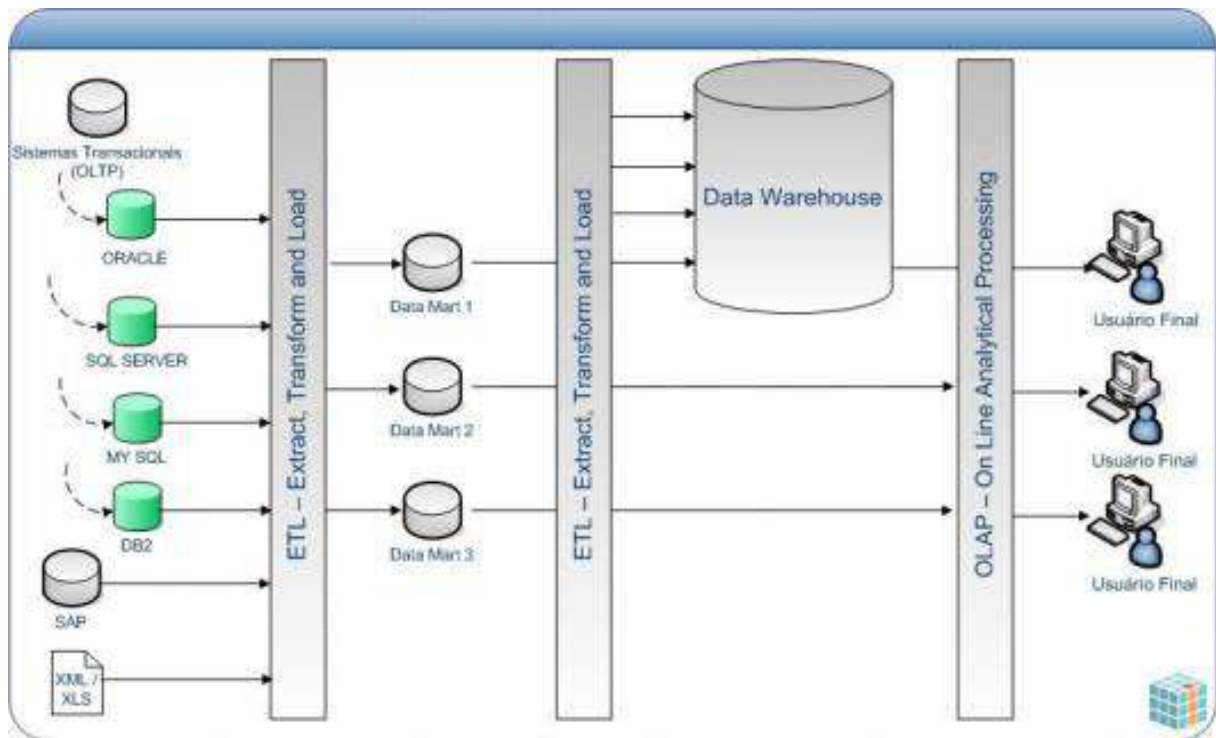 Sistemas Transacionais
(OLTP)
ORACLE
SQL SERVER
MY SQL
DB2
SAP
XML /
XLS
ETL – Extract, Transform and Load
Data Mart 1
Data Mart 2
Data Mart 3
ETL – Extract, Transform and Load
Data Warehouse
OLAP – On Line Analytical Processing
Usuário Final
Usuário Final
Usuário Final